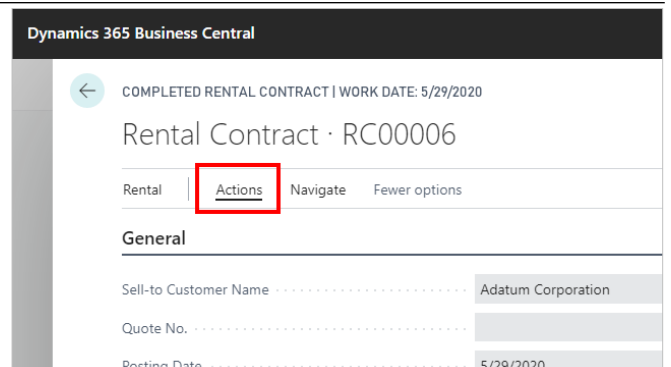 Dynamics 365 Business Central
COMPLETED RENTAL CONTRACT | WORK DATE: 5/29/2020
Rental Contract · RC00006
Rental | Actions Navigate Fewer options
General
Sell-to Customer Name Adatum Corporation
Quote No.
Posting Date 5/29/2020